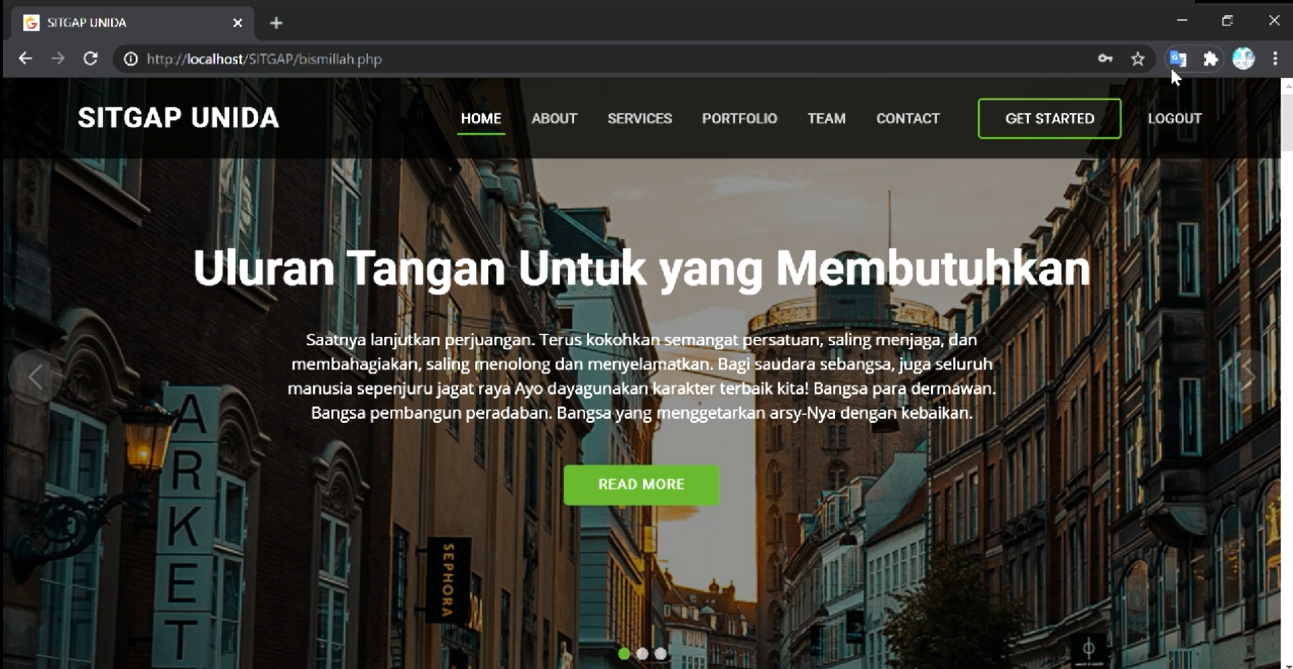 SITGAP UNIDA
http://localhost/SITGAP/bismillah.php
SITGAP UNIDA
HOME
ABOUT
SERVICES
PORTFOLIO
TEAM
CONTACT
GET STARTED
LOGOUT
Uluran Tangan Untuk yang Membutuhkan
Saatnya lanjutkan perjuangan. Terus kokohkan semangat persatuan, saling menjaga, dan
membahagiakan, saling menolong dan menyelamatkan. Bagi saudara sebangsa, juga seluruh
manusia sepenjuru jagat raya Ayo dayagunakan karakter terbaik kita! Bangsa para dermawan.
Bangsa pembangun peradaban. Bangsa yang menggetarkan arsy-Nya dengan kebaikan.
READ MORE
ARKET
SEPHORA